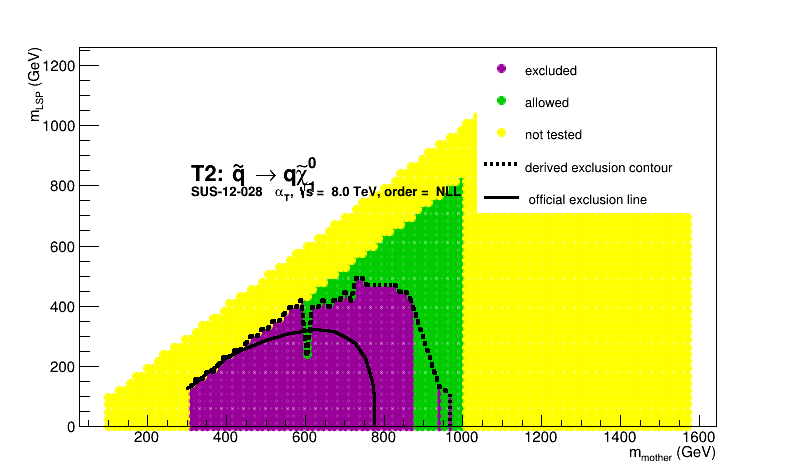 m_LSP (GeV)
1200
1000
800
600
400
200
0
excluded
allowed
not tested
derived exclusion contour
official exclusion line
T2: q̃ → qχ̃⁰₁
SUS-12-028 α_T, √s = 8.0 TeV, order = NLL
200 400 600 800 1000 1200 1400 1600
m_mother (GeV)